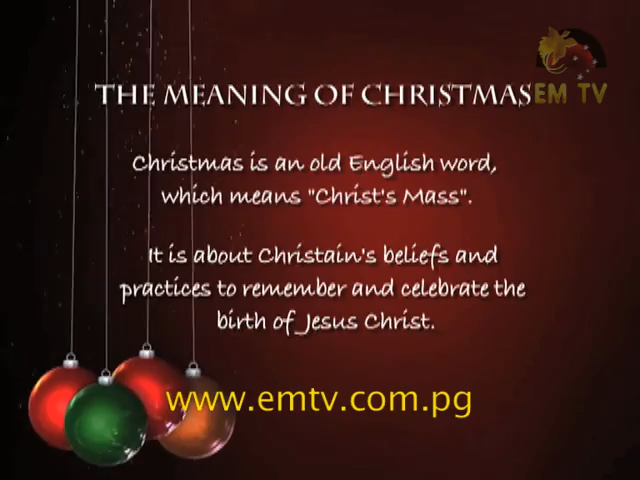 EM TV
THE MEANING OF CHRISTMAS
Christmas is an old English word,
which means "Christ's Mass".
It is about Christain's beliefs and
practices to remember and celebrate the
birth of Jesus Christ.
www.emtv.com.pg